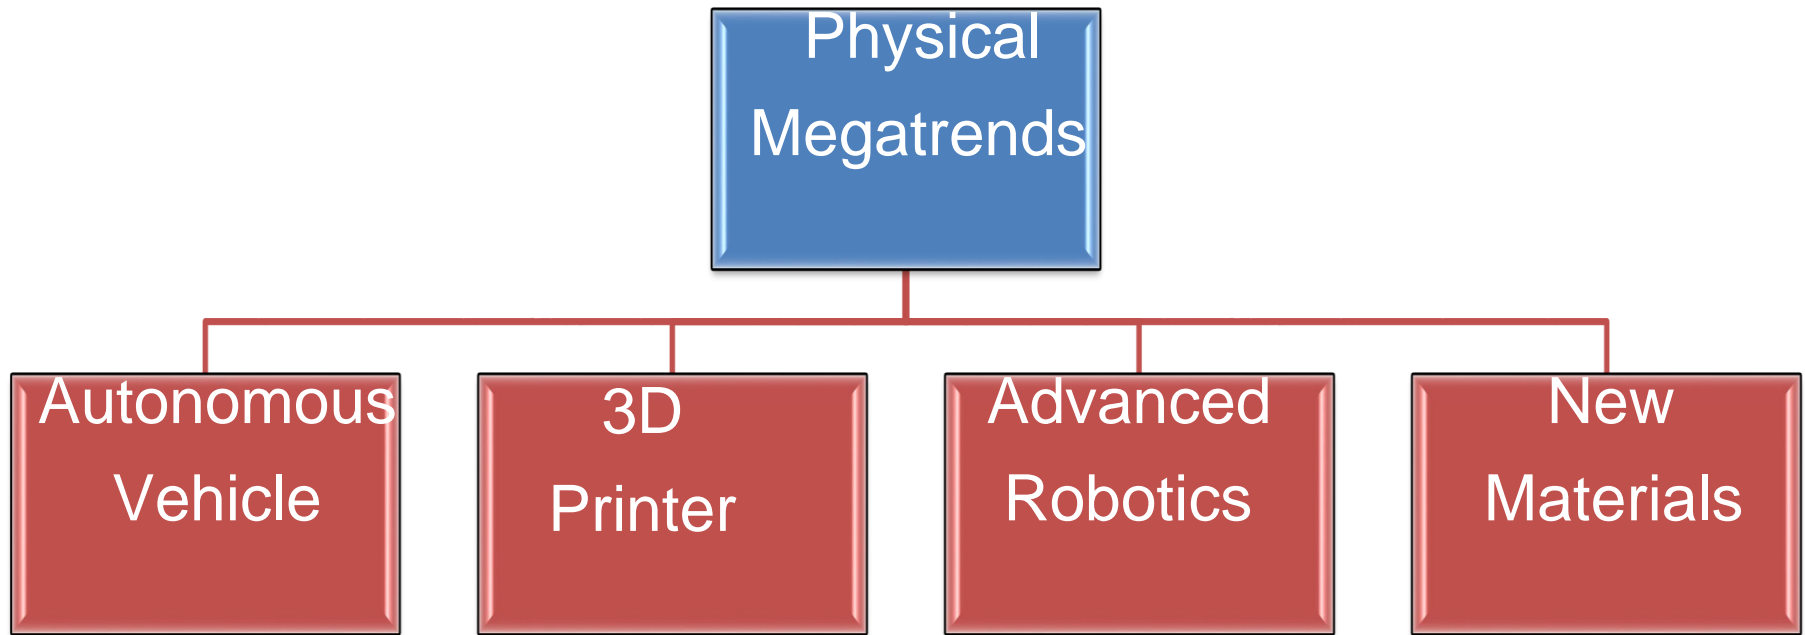 Physical
Megatrends
Autonomous
Vehicle
3D
Printer
Advanced
Robotics
New
Materials